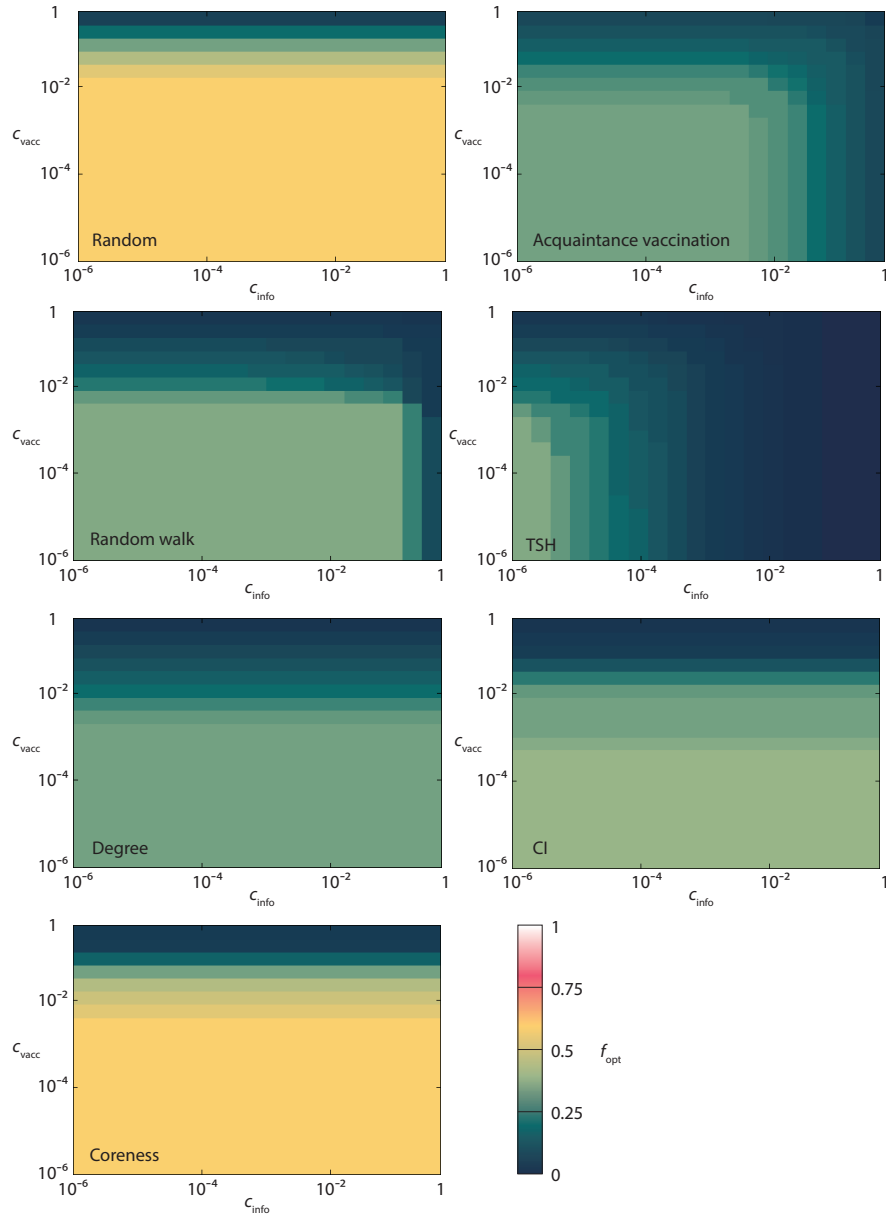 1
10⁻²
c_vacc
10⁻⁴
10⁻⁶
Random
10⁻⁶ 10⁻⁴ 10⁻² 1
c_info
1
10⁻²
c_vacc
10⁻⁴
10⁻⁶
Acquaintance vaccination
10⁻⁶ 10⁻⁴ 10⁻² 1
c_info
1
10⁻²
c_vacc
10⁻⁴
10⁻⁶
Random walk
10⁻⁶ 10⁻⁴ 10⁻² 1
c_info
1
10⁻²
c_vacc
10⁻⁴
10⁻⁶
TSH
10⁻⁶ 10⁻⁴ 10⁻² 1
c_info
1
10⁻²
c_vacc
10⁻⁴
10⁻⁶
Degree
10⁻⁶ 10⁻⁴ 10⁻² 1
c_info
1
10⁻²
c_vacc
10⁻⁴
10⁻⁶
CI
10⁻⁶ 10⁻⁴ 10⁻² 1
c_info
1
10⁻²
c_vacc
10⁻⁴
10⁻⁶
Coreness
10⁻⁶ 10⁻⁴ 10⁻² 1
c_info
1
0.75
0.5 f_opt
0.25
0